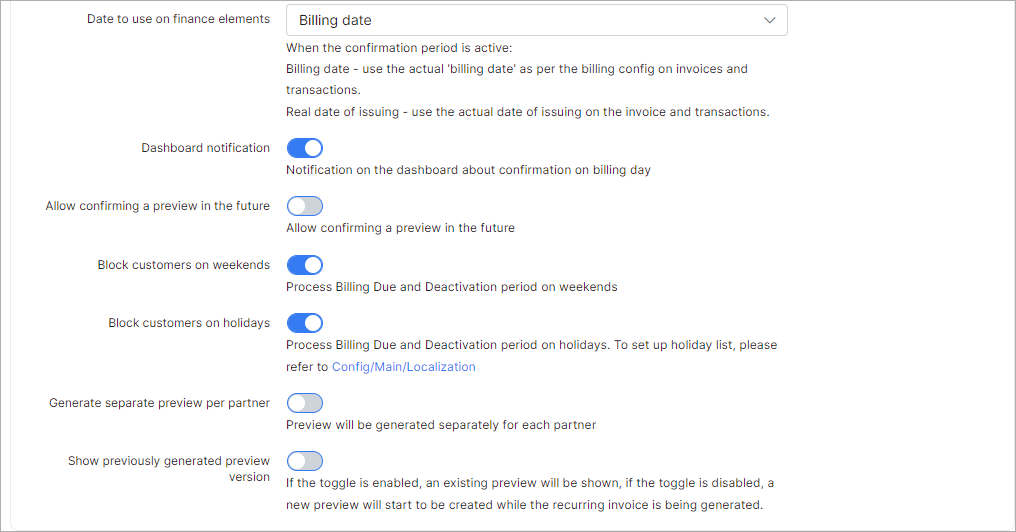 Date to use on finance elements
Billing date
When the confirmation period is active:
Billing date - use the actual 'billing date' as per the billing config on invoices and
transactions.
Real date of issuing - use the actual date of issuing on the invoice and transactions.
Dashboard notification
Notification on the dashboard about confirmation on billing day
Allow confirming a preview in the future
Allow confirming a preview in the future
Block customers on weekends
Process Billing Due and Deactivation period on weekends
Block customers on holidays
Process Billing Due and Deactivation period on holidays. To set up holiday list, please
refer to Config/Main/Localization
Generate separate preview per partner
Preview will be generated separately for each partner
Show previously generated preview
version
If the toggle is enabled, an existing preview will be shown, if the toggle is disabled, a
new preview will start to be created while the recurring invoice is being generated.